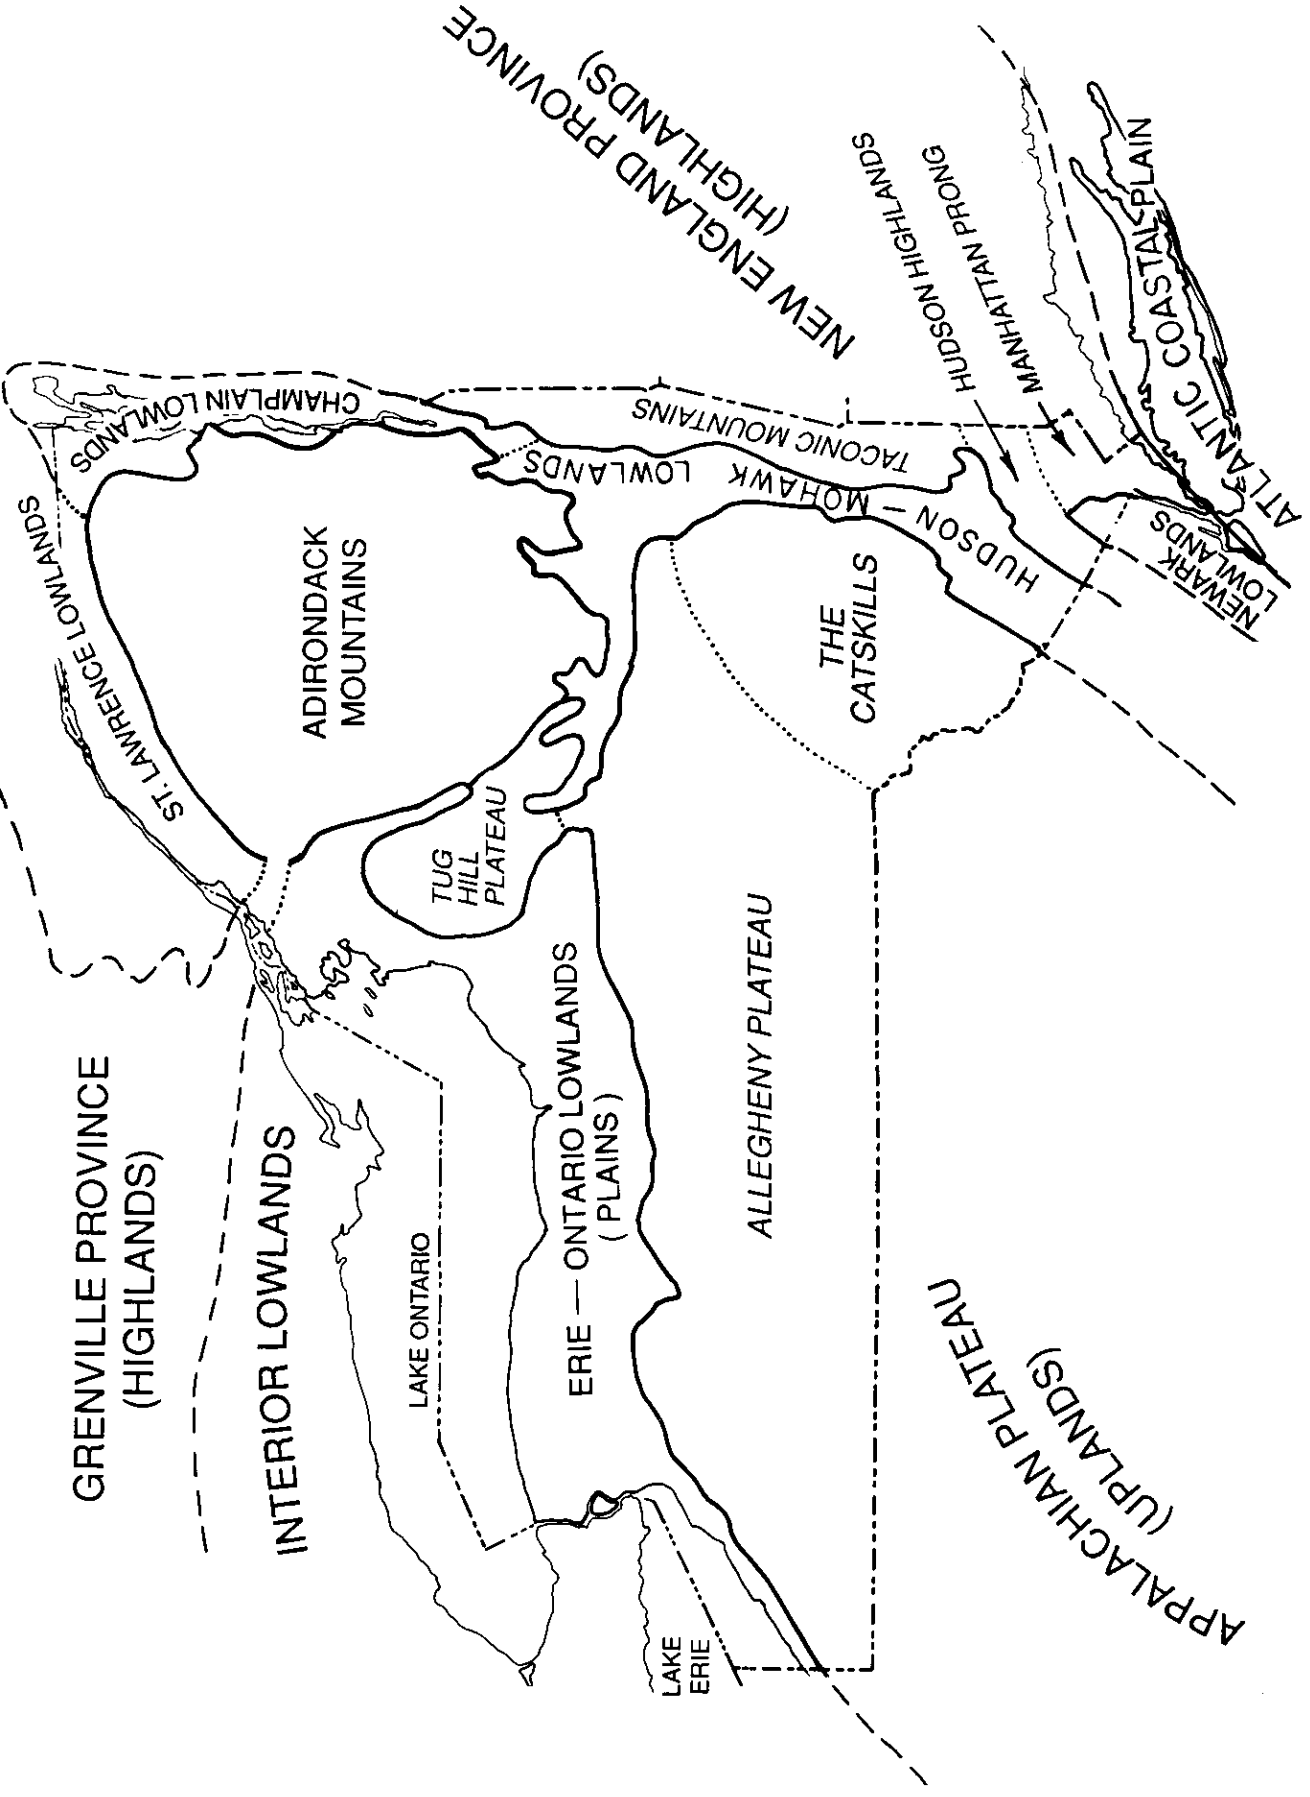 GRENVILLE PROVINCE
(HIGHLANDS)
INTERIOR LOWLANDS
ST. LAWRENCE LOWLANDS
LOWLANDS
CHAMPLAIN LOWLANDS
ADIRONDACK
MOUNTAINS
TUG
HILL
PLATEAU
LAKE ONTARIO
ERIE — ONTARIO LOWLANDS
( PLAINS )
LAKE
ERIE
ALLEGHENY PLATEAU
THE
CATSKILLS
HUDSON — MOHAWK LOWLANDS
TACONIC MOUNTAINS
NEW ENGLAND PROVINCE
(HIGHLANDS)
HUDSON HIGHLANDS
MANHATTAN PRONG
NEWARK
LOWLANDS
ATLANTIC COASTAL PLAIN
APPALACHIAN PLATEAU
(UPLANDS)